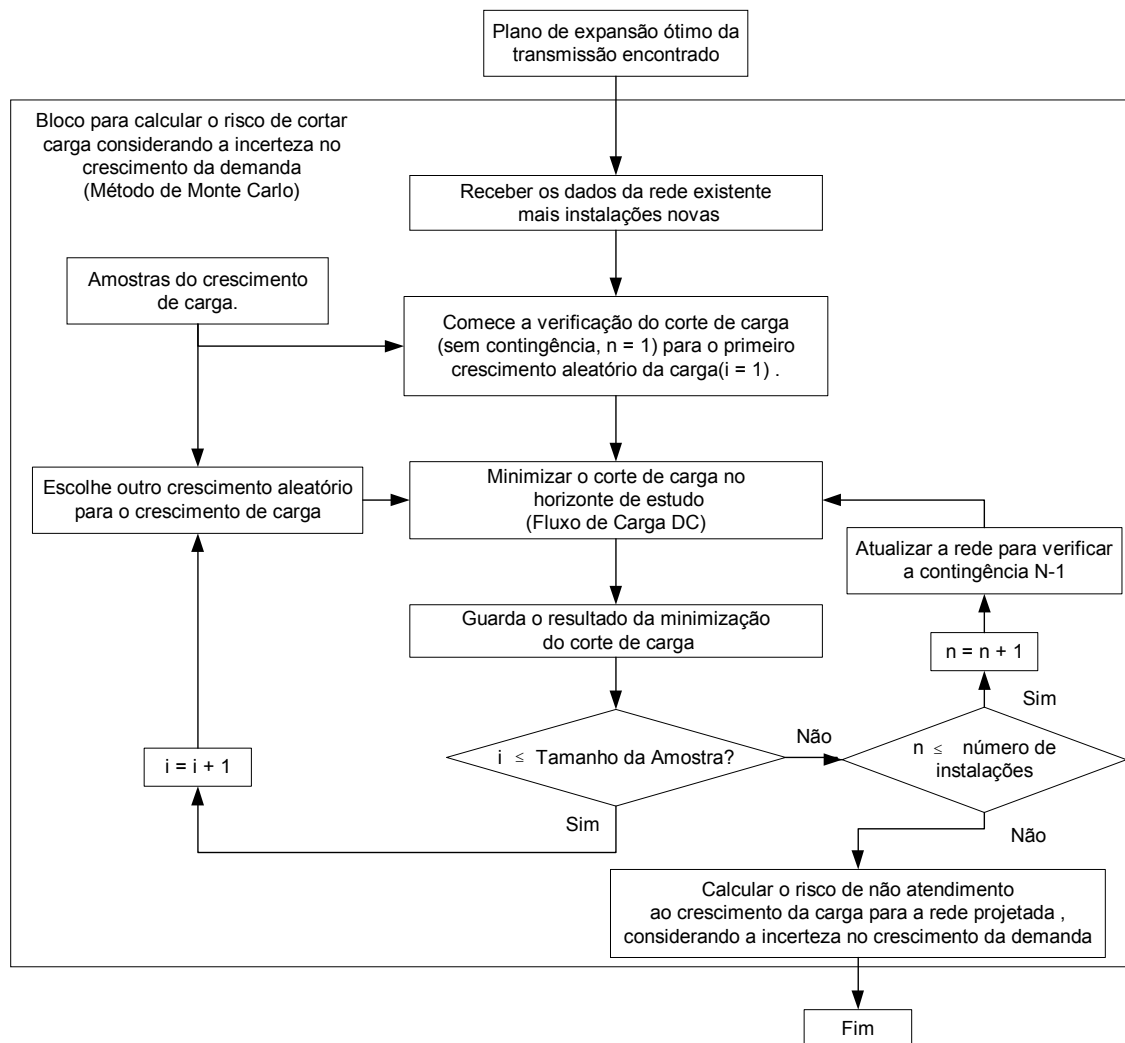 Plano de expansão ótimo da
transmissão encontrado
Bloco para calcular o risco de cortar
carga considerando a incerteza no
crescimento da demanda
(Método de Monte Carlo)
Receber os dados da rede existente
mais instalações novas
Amostras do crescimento
de carga.
Comece a verificação do corte de carga
(sem contingência, n = 1) para o primeiro
crescimento aleatório da carga(i = 1) .
Escolhe outro crescimento aleatório
para o crescimento de carga
Minimizar o corte de carga no
horizonte de estudo
(Fluxo de Carga DC)
Atualizar a rede para verificar
a contingência N-1
Guarda o resultado da minimização
do corte de carga
n = n + 1
Sim
i ≤ Tamanho da Amostra?
Não
n ≤ número de
instalações
i = i + 1
Sim
Não
Calcular o risco de não atendimento
ao crescimento da carga para a rede projetada ,
considerando a incerteza no crescimento da demanda
Fim